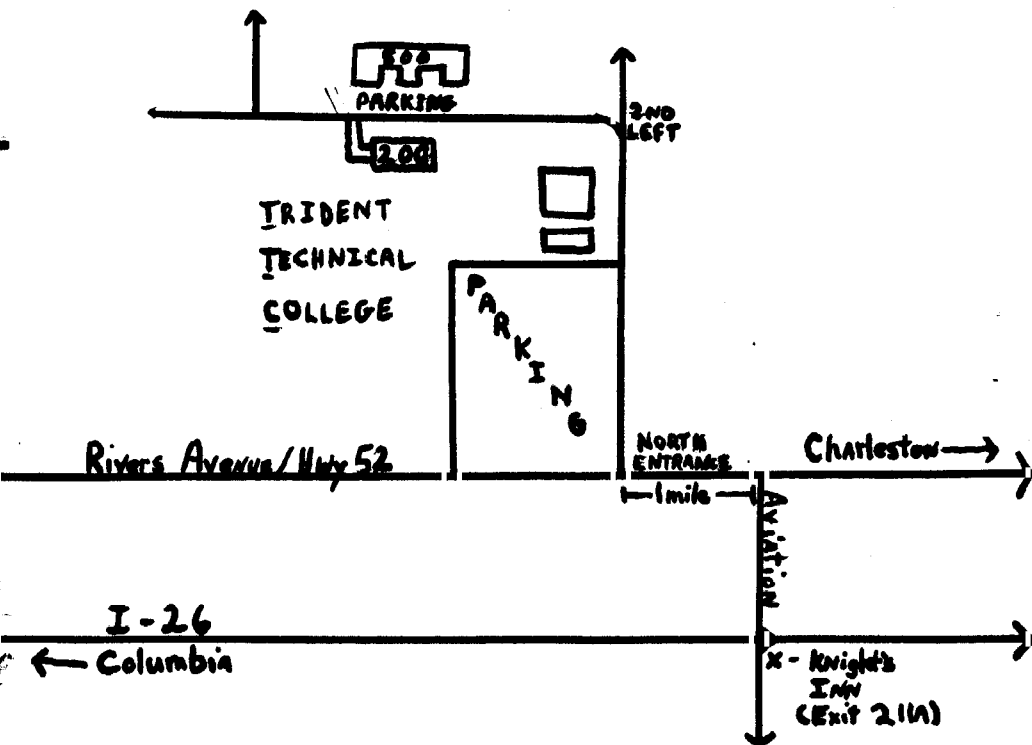 500
PARKING
2ND
LEFT
200
TRIDENT
TECHNICAL
COLLEGE
PARKING
Rivers Avenue/Hwy 52
NORTH
ENTRANCE
Charleston
1 mile
Aviation
I-26
Columbia
x - Knight's
INN
(Exit 211A)